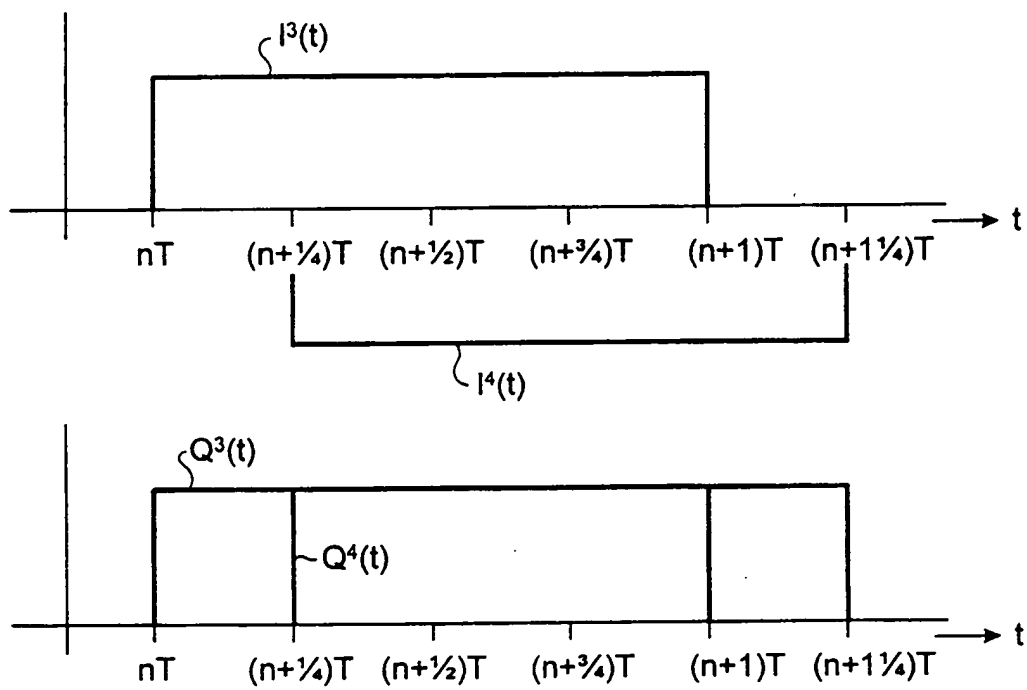 I³(t)
t
nT (n+¼)T (n+½)T (n+¾)T (n+1)T (n+1¼)T
I⁴(t)
Q³(t)
Q⁴(t)
t
nT (n+¼)T (n+½)T (n+¾)T (n+1)T (n+1¼)T